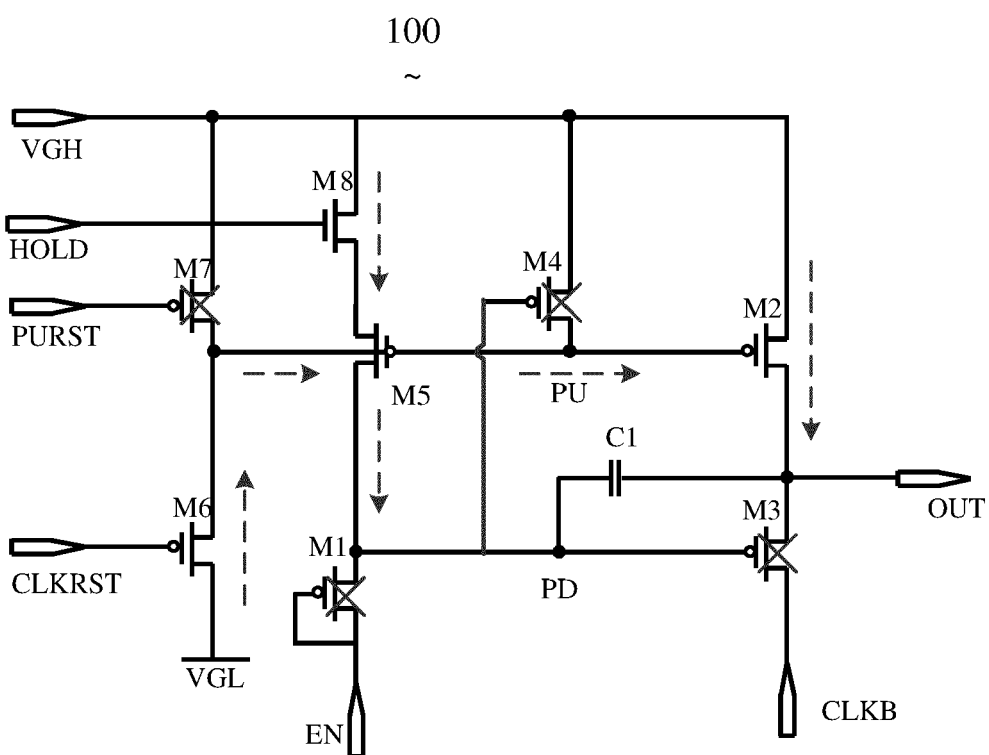 100
~
VGH
M8
HOLD
M7
M4
PURST
M2
M5
PU
C1
M6
OUT
M3
M1
CLKRST
PD
VGL
EN
CLKB